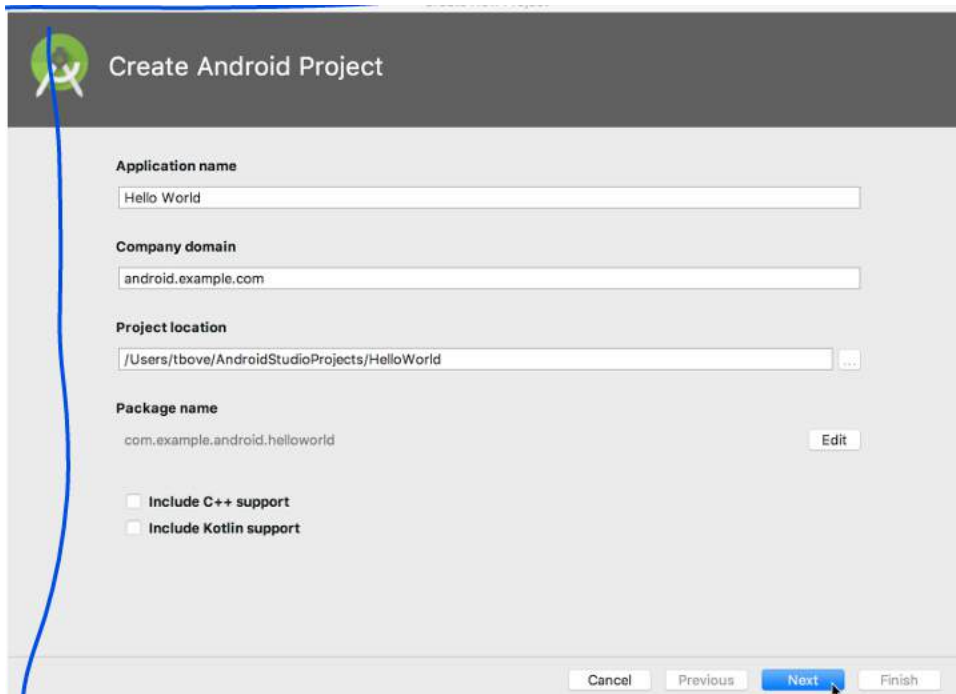 Create Android Project
Application name
Hello World
Company domain
android.example.com
Project location
/Users/tbove/AndroidStudioProjects/HelloWorld
...
Package name
com.example.android.helloworld
Edit
Include C++ support
Include Kotlin support
Cancel Previous Next Finish